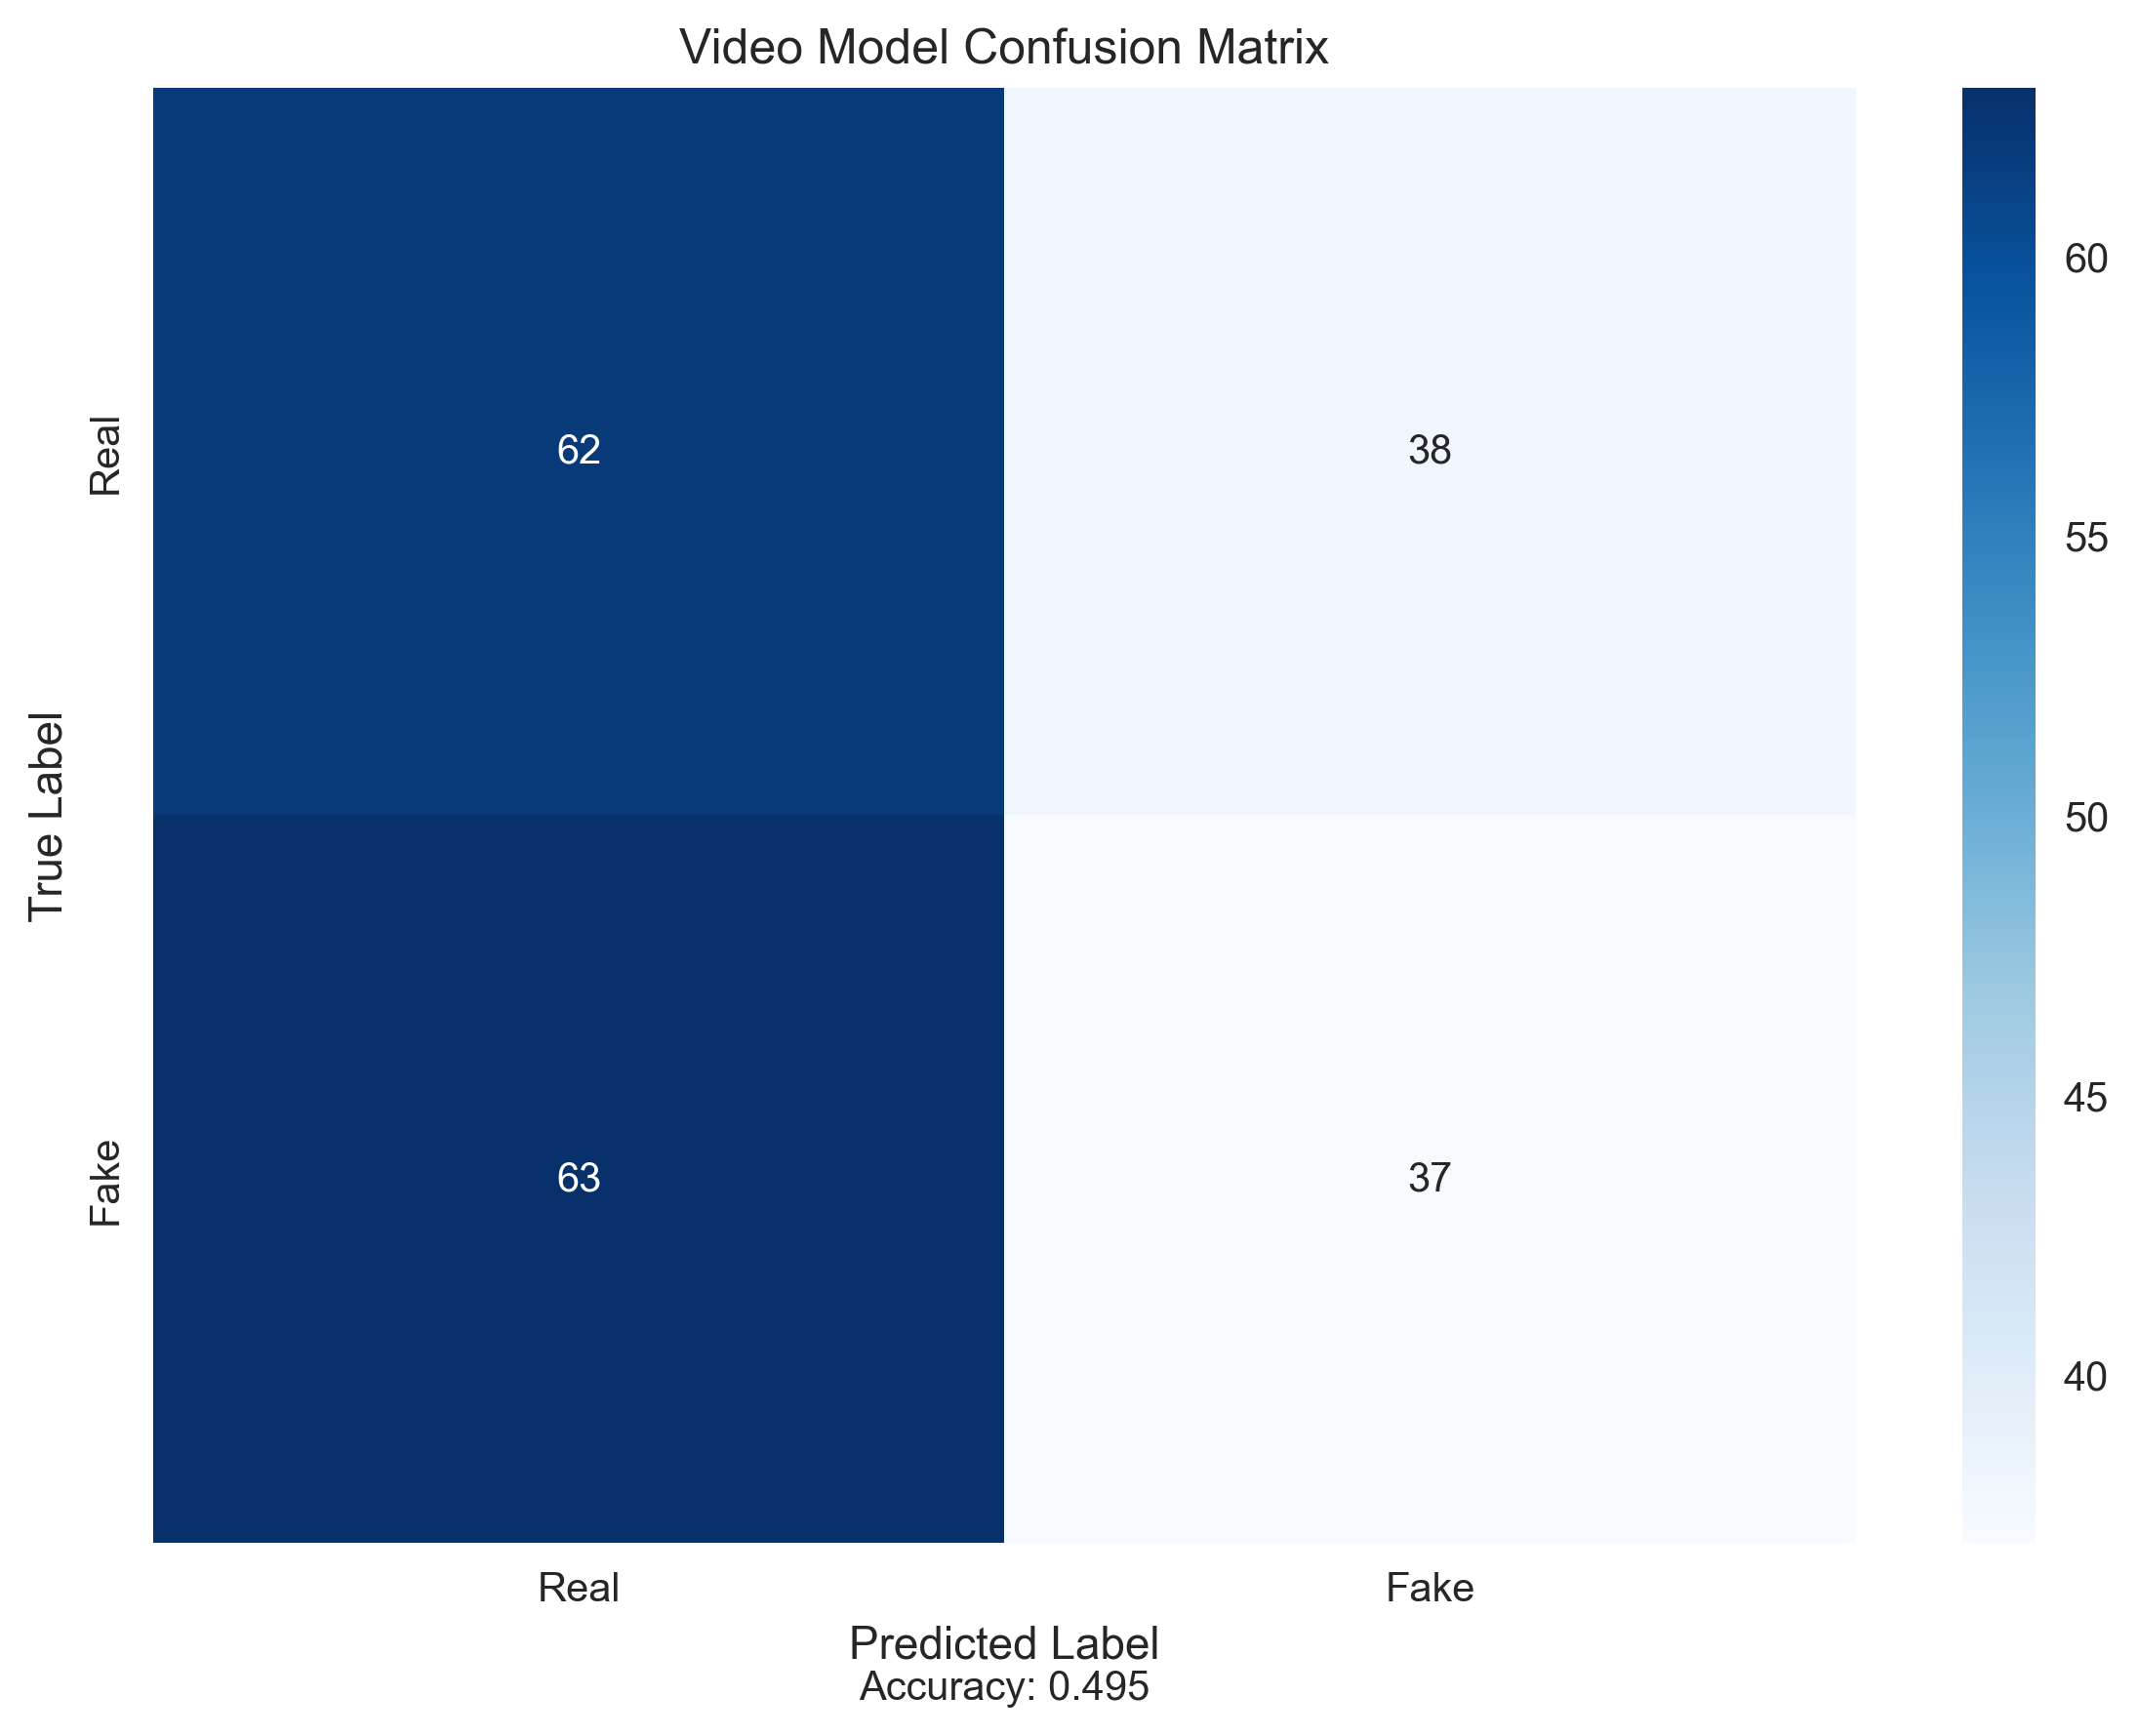 Video Model Confusion Matrix
True Label
Real
62
38
Fake
63
37
Real
Fake
Predicted Label
Accuracy: 0.495
60
55
50
45
40